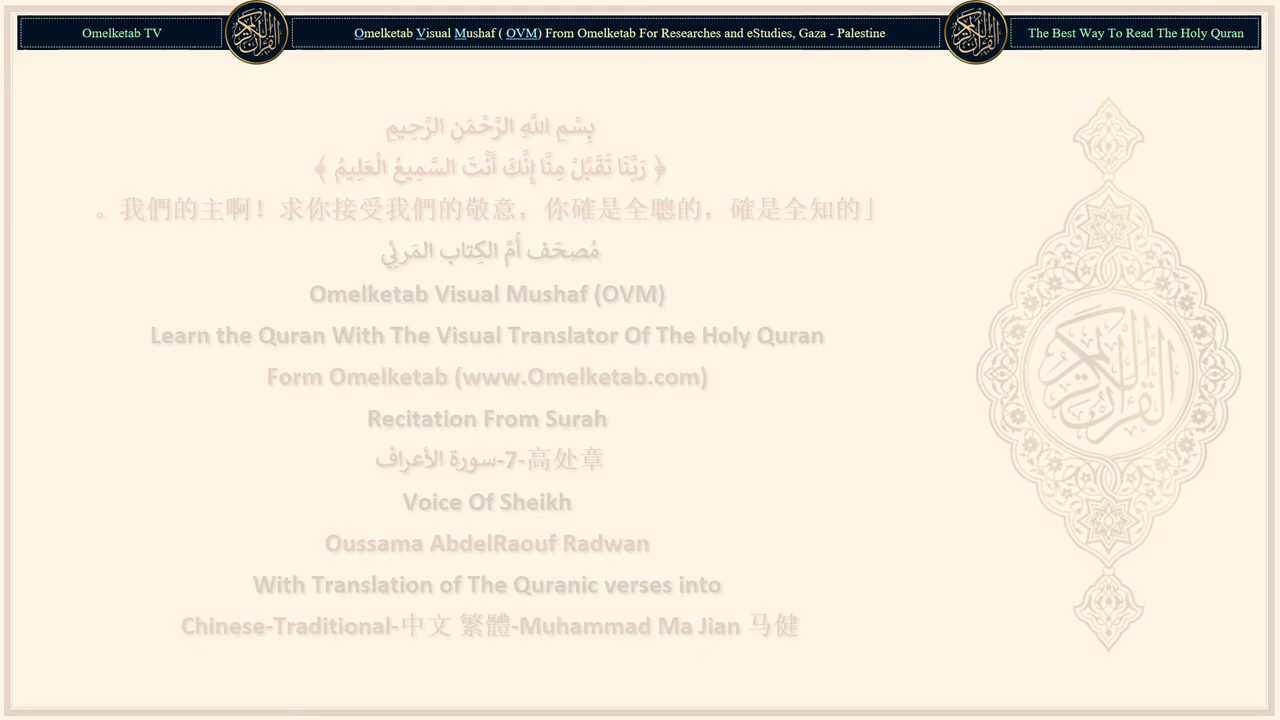 Omelketab TV
Omelketab Visual Mushaf ( OVM) From Omelketab For Researches and eStudies, Gaza - Palestine
The Best Way To Read The Holy Quran
بِسْمِ اللَّهِ الرَّحْمَنِ الرَّحِيمِ
﴿ رَبَّنَا تَقَبَّلْ مِنَّا إِنَّكَ أَنْتَ السَّمِيعُ الْعَلِيمُ ﴾
。我們的主啊！求你接受我們的敬意，你確是全聰的，確是全知的」
مُصحَف أُمِّ الكِتاب المَرئِي
Omelketab Visual Mushaf (OVM)
Learn the Quran With The Visual Translator Of The Holy Quran
Form Omelketab (www.Omelketab.com)
Recitation From Surah
سورة الأعراف-7-高处章
Voice Of Sheikh
Oussama AbdelRaouf Radwan
With Translation of The Quranic verses into
Chinese-Traditional-中文 繁體-Muhammad Ma Jian 马健